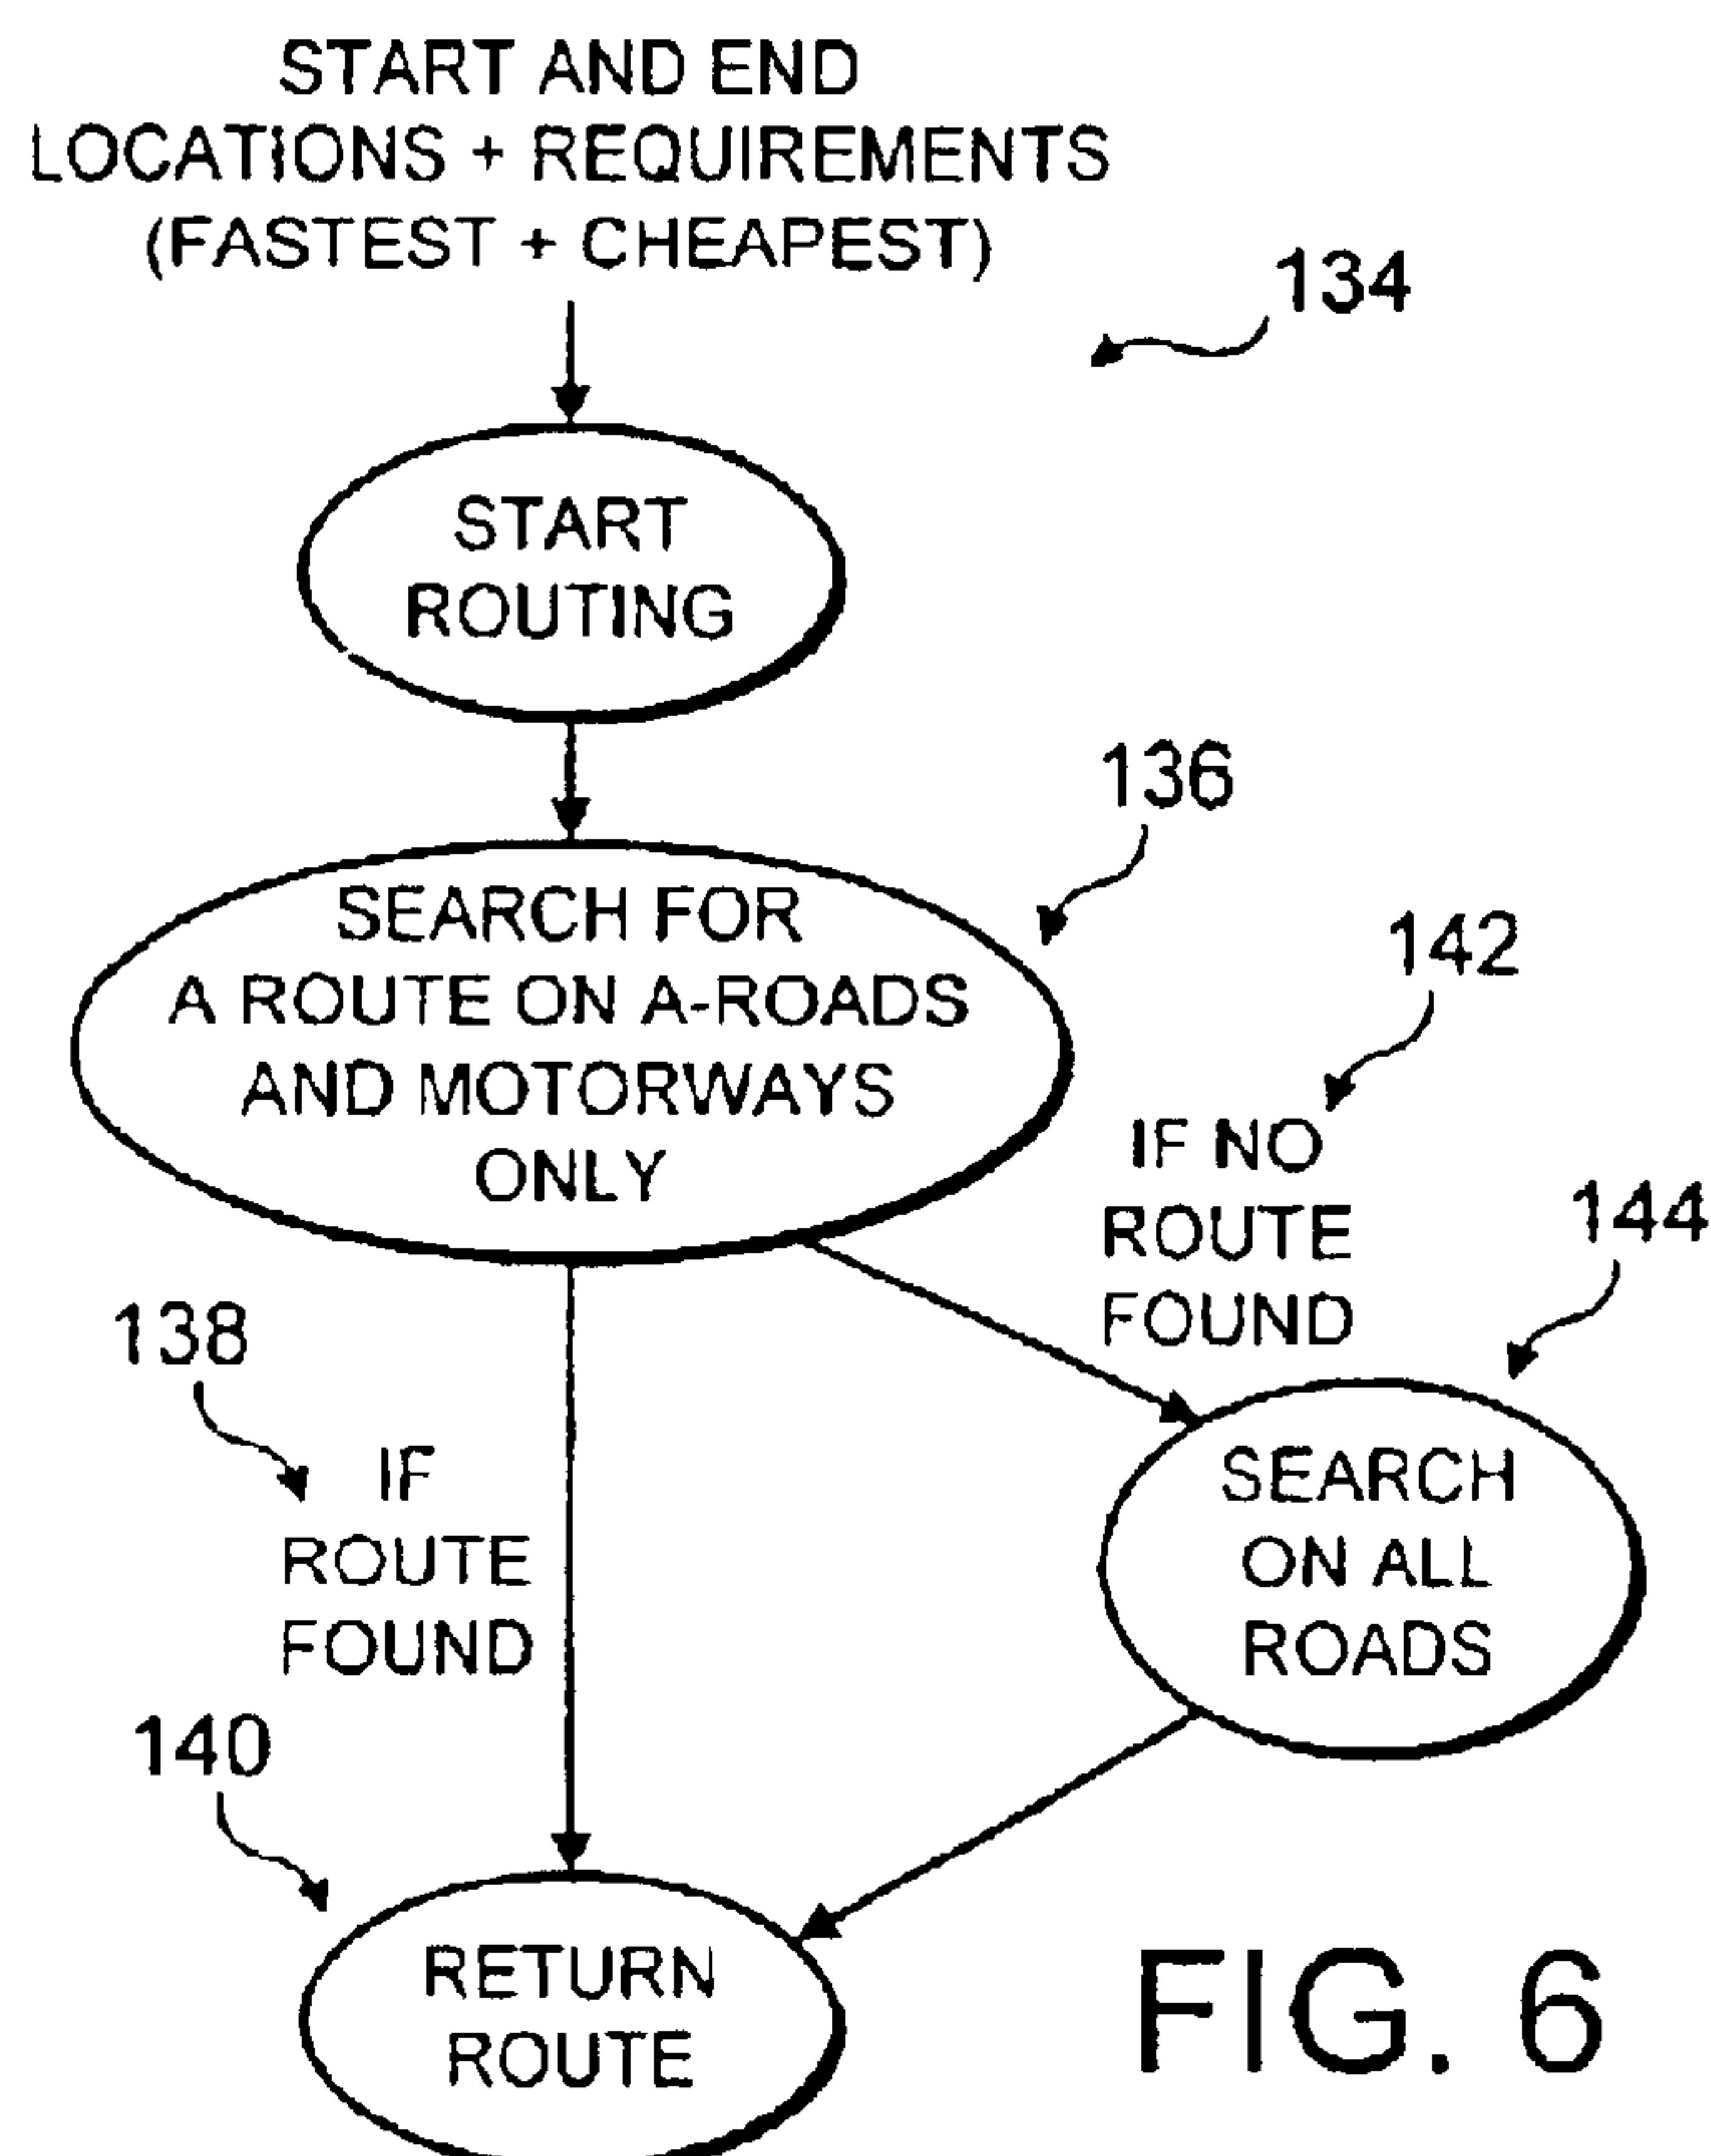 START AND END
LOCATIONS + REQUIREMENTS
(FASTEST + CHEAPEST)
134
START
ROUTING
136
SEARCH FOR
A ROUTE ON A-ROADS
AND MOTORWAYS
ONLY
142
IF NO
ROUTE
FOUND
144
138
IF
ROUTE
FOUND
SEARCH
ON ALL
ROADS
140
RETURN
ROUTE
FIG. 6